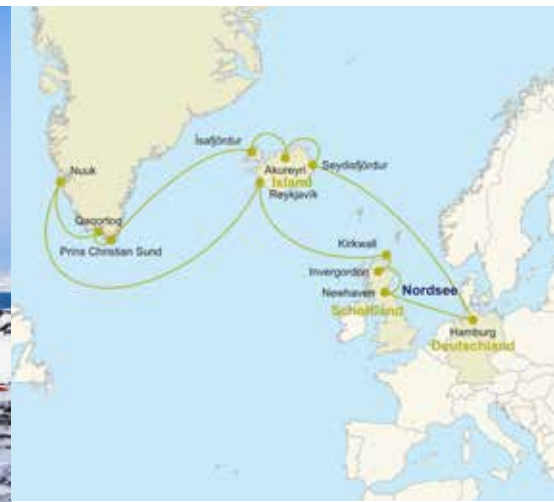 Ísafjördur
Akureyri
Seydisfjördur
Island
Reykjavík
Nuuk
Qaqortoq
Prins Christian Sund
Kirkwall
Invergordon
Newhaven
Nordsee
Schottland
Hamburg
Deutschland